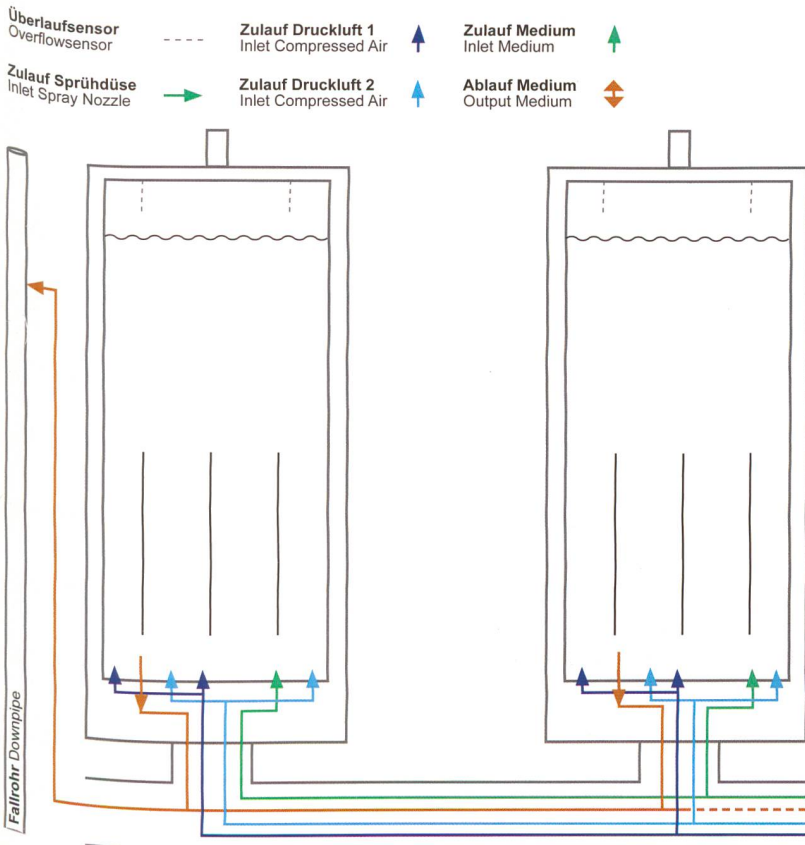 Überlaufsensor
Overflowsensor
Zulauf Sprühdüse
Inlet Spray Nozzle
Zulauf Druckluft 1
Inlet Compressed Air
Zulauf Druckluft 2
Inlet Compressed Air
Zulauf Medium
Inlet Medium
Ablauf Medium
Output Medium
Fallrohr Downpipe